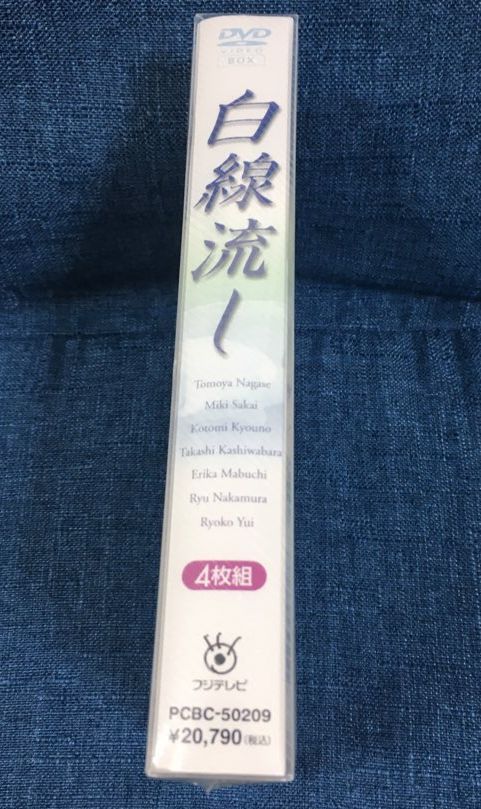 DVD
VIDEO
BOX
白線流し
Tomoya Nagase
Miki Sakai
Kotomi Kyouno
Takashi Kashiwabara
Erika Mabuchi
Ryu Nakamura
Ryoko Yui
4枚組
フジテレビ
PCBC-50209
¥20,790(税込)